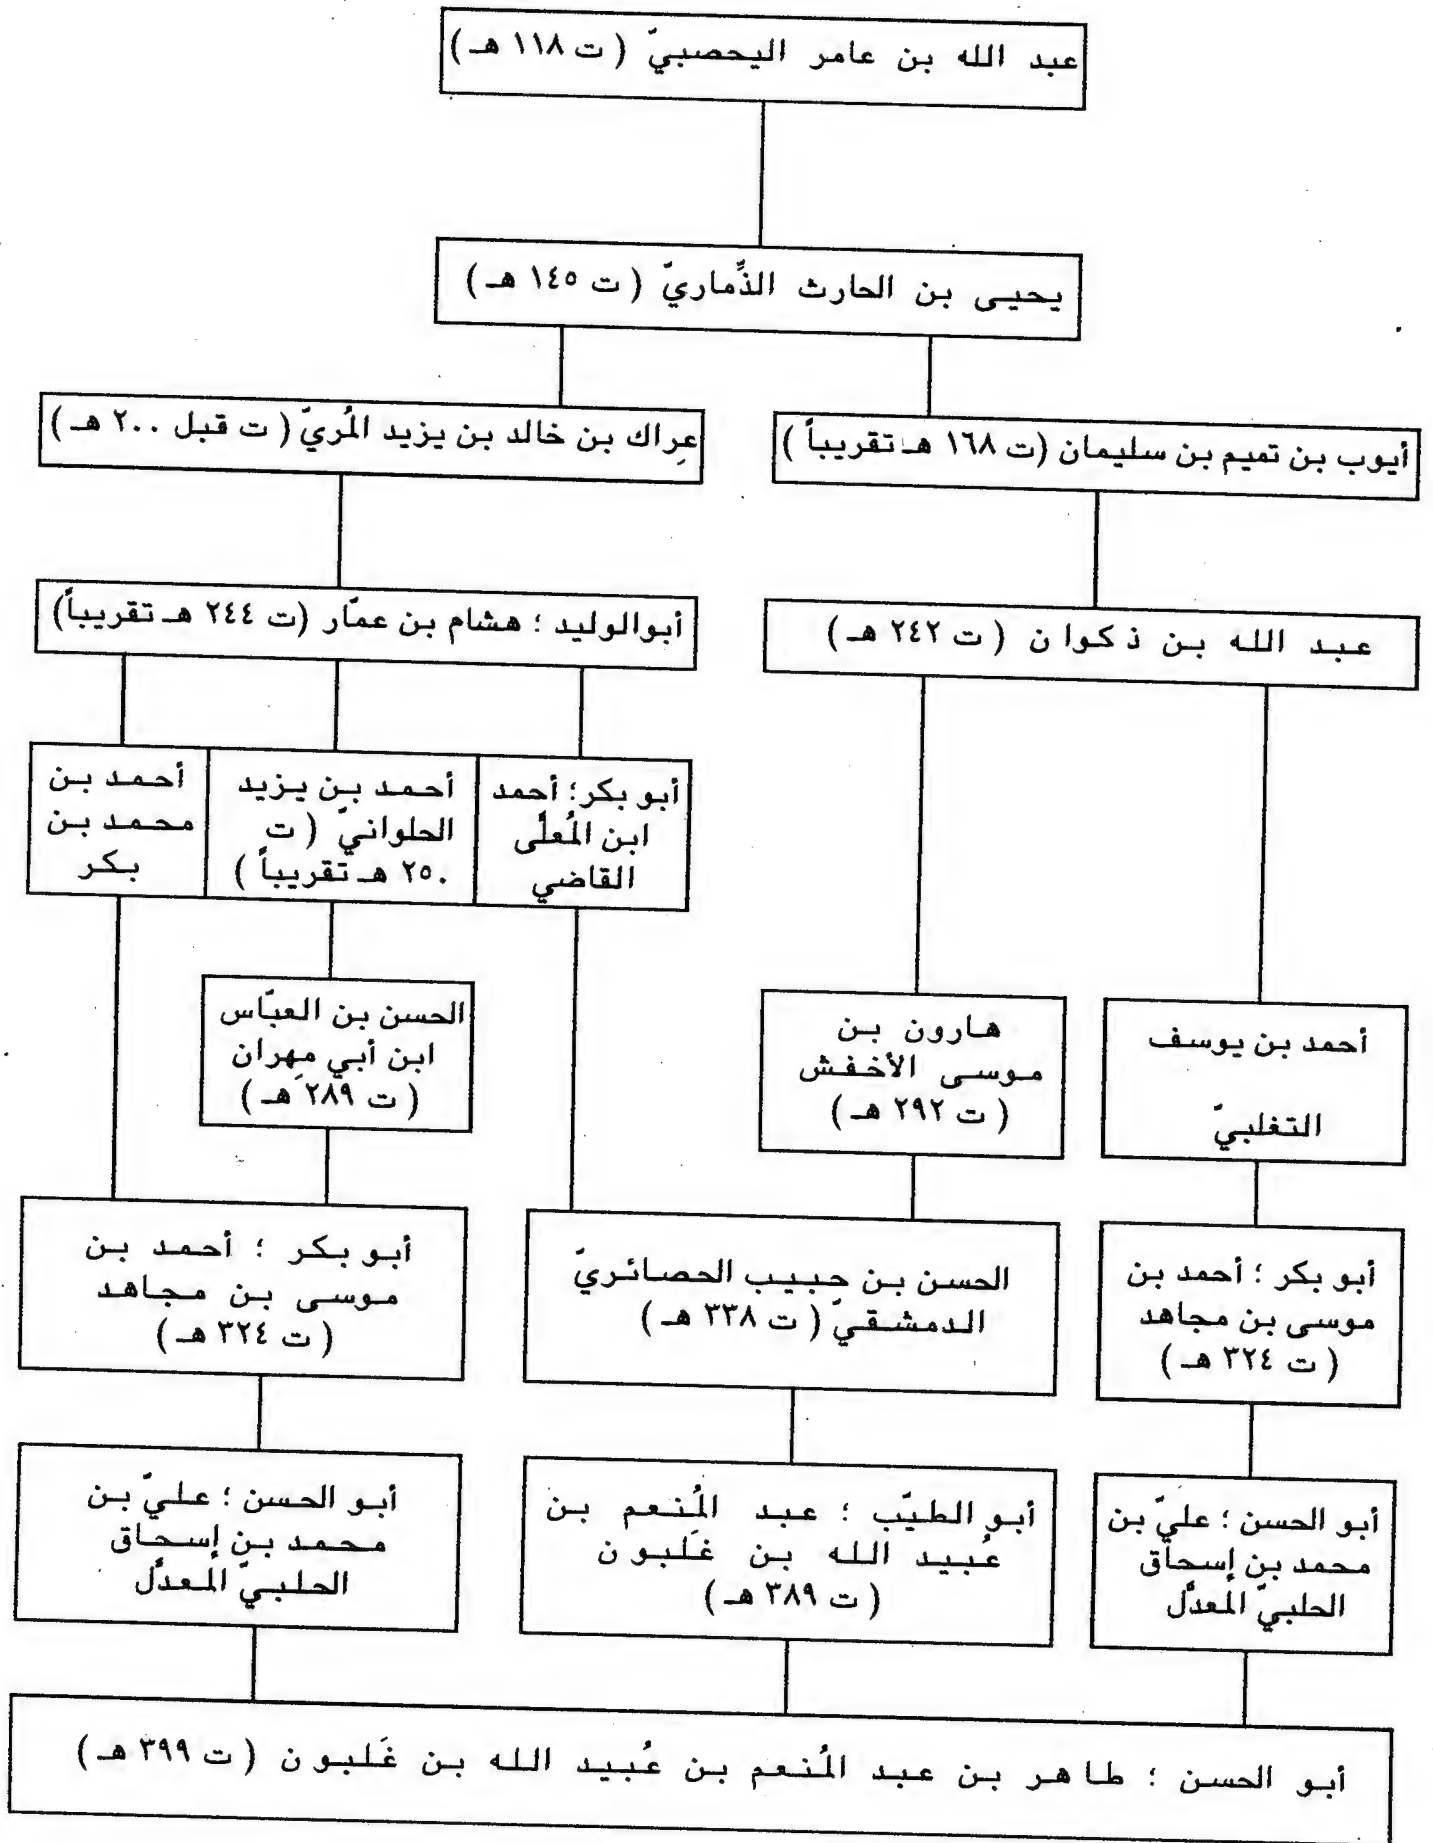 عبد الله بن عامر اليحصبيّ ( ت ١١٨ هـ )
يحيى بن الحارث الذِّماريّ ( ت ١٤٥ هـ )
أيوب بن تميم بن سليمان (ت ١٦٨ هـ تقريباً )
عِراك بن خالد بن يزيد المُريّ ( ت قبل ٢٠٠ هـ )
عبد الله بن ذكوان ( ت ٢٤٢ هـ )
أبوالوليد ؛ هشام بن عمّار (ت ٢٤٤ هـ تقريباً)
أبو بكر؛ أحمد
ابن المُعلَّى
القاضي
أحمد بن يزيد
الحلوانيّ ( ت
٢٥٠ هـ تقريباً )
أحمد بن
محمد بن
بكر
أحمد بن يوسف
التغلبيّ
هارون بن
موسى الأخفش
( ت ٢٩٢ هـ )
الحسن بن العبّاس
ابن أبي مِهران
( ت ٢٨٩ هـ )
أبو بكر ؛ أحمد بن
موسى بن مجاهد
( ت ٣٢٤ هـ )
الحسن بن حبيب الحصائريّ
الدمشقيّ ( ت ٣٣٨ هـ )
أبو بكر ؛ أحمد بن
موسى بن مجاهد
( ت ٣٢٤ هـ )
أبو الحسن ؛ عليّ بن
محمد بن إسحاق
الحلبيّ المعدَّل
أبو الطيّب ؛ عبد المُنعم بن
عُبيد الله بن غَلبون
( ت ٣٨٩ هـ )
أبو الحسن ؛ عليّ بن
محمد بن إسحاق
الحلبيّ المعدَّل
أبو الحسن ؛ طاهر بن عبد المُنعم بن عُبيد الله بن غَلبون ( ت ٣٩٩ هـ )